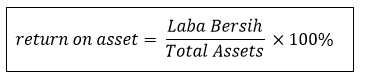 return on asset = Laba Bersih / Total Assets × 100%